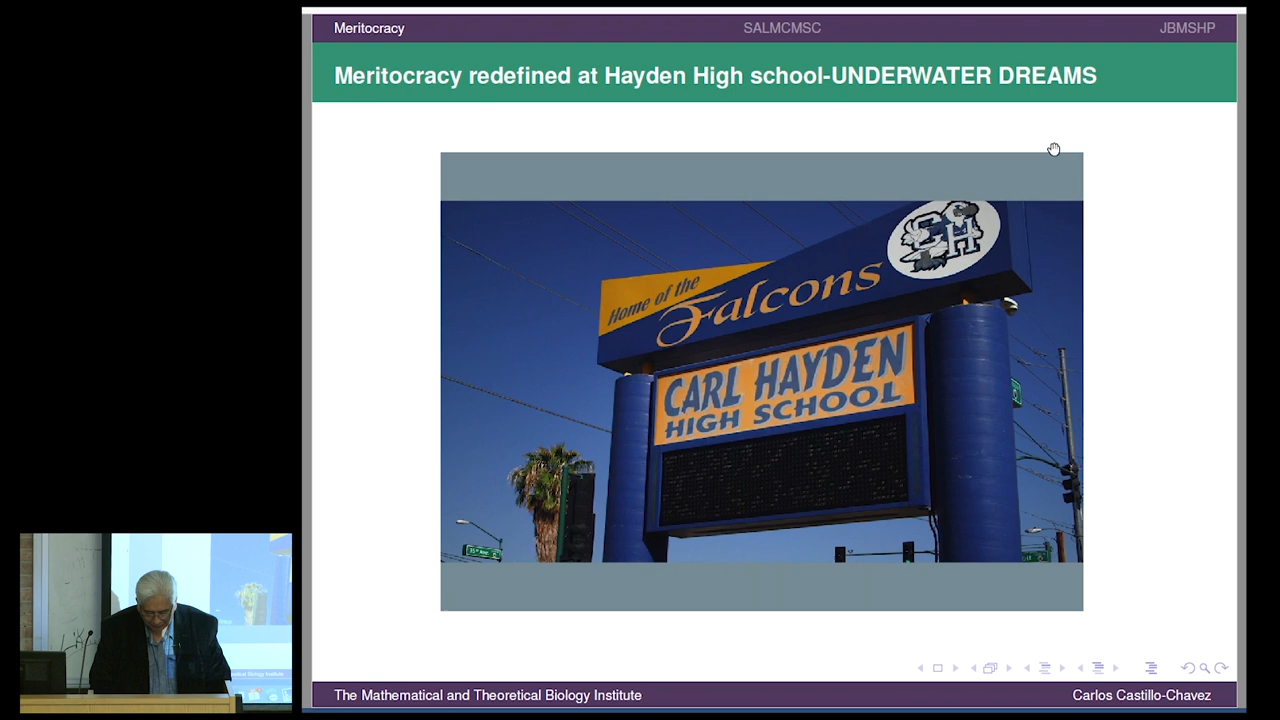 Meritocracy SALMCMSC JBMSHP
Meritocracy redefined at Hayden High school-UNDERWATER DREAMS
Home of the
Falcons
CH
CARL HAYDEN
HIGH SCHOOL
The Mathematical and Theoretical Biology Institute Carlos Castillo-Chavez